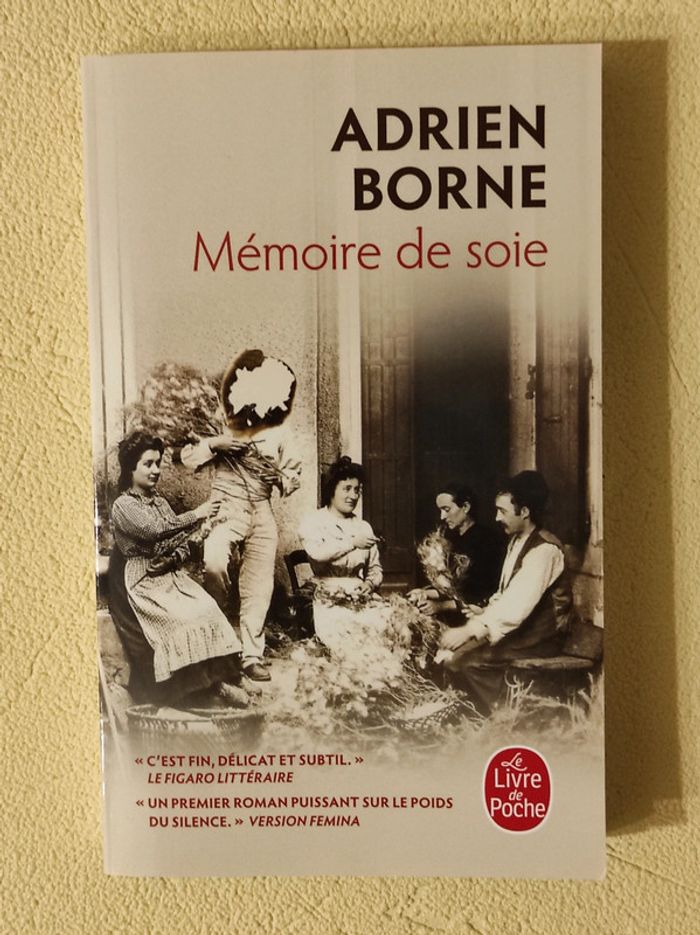 ADRIEN
BORNE
Mémoire de soie
« C'EST FIN, DÉLICAT ET SUBTIL. »
LE FIGARO LITTÉRAIRE
« UN PREMIER ROMAN PUISSANT SUR LE POIDS
DU SILENCE. » VERSION FEMINA
Le
Livre
de
Poche